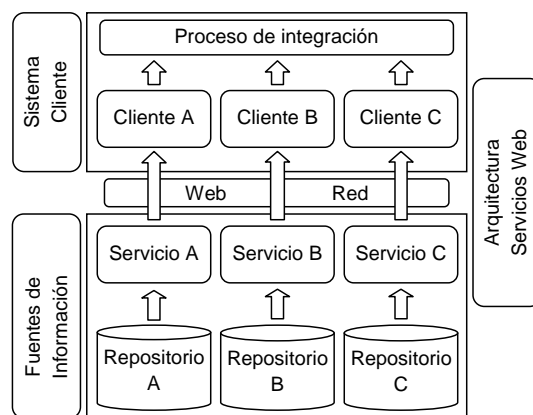 Proceso de integración
Sistema
Cliente
Cliente A
Cliente B
Cliente C
Web
Red
Arquitectura
Servicios Web
Fuentes de
Información
Servicio A
Servicio B
Servicio C
Repositorio
A
Repositorio
B
Repositorio
C